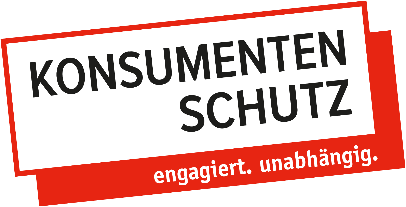 KONSUMENTEN
SCHUTZ
engagiert. unabhängig.